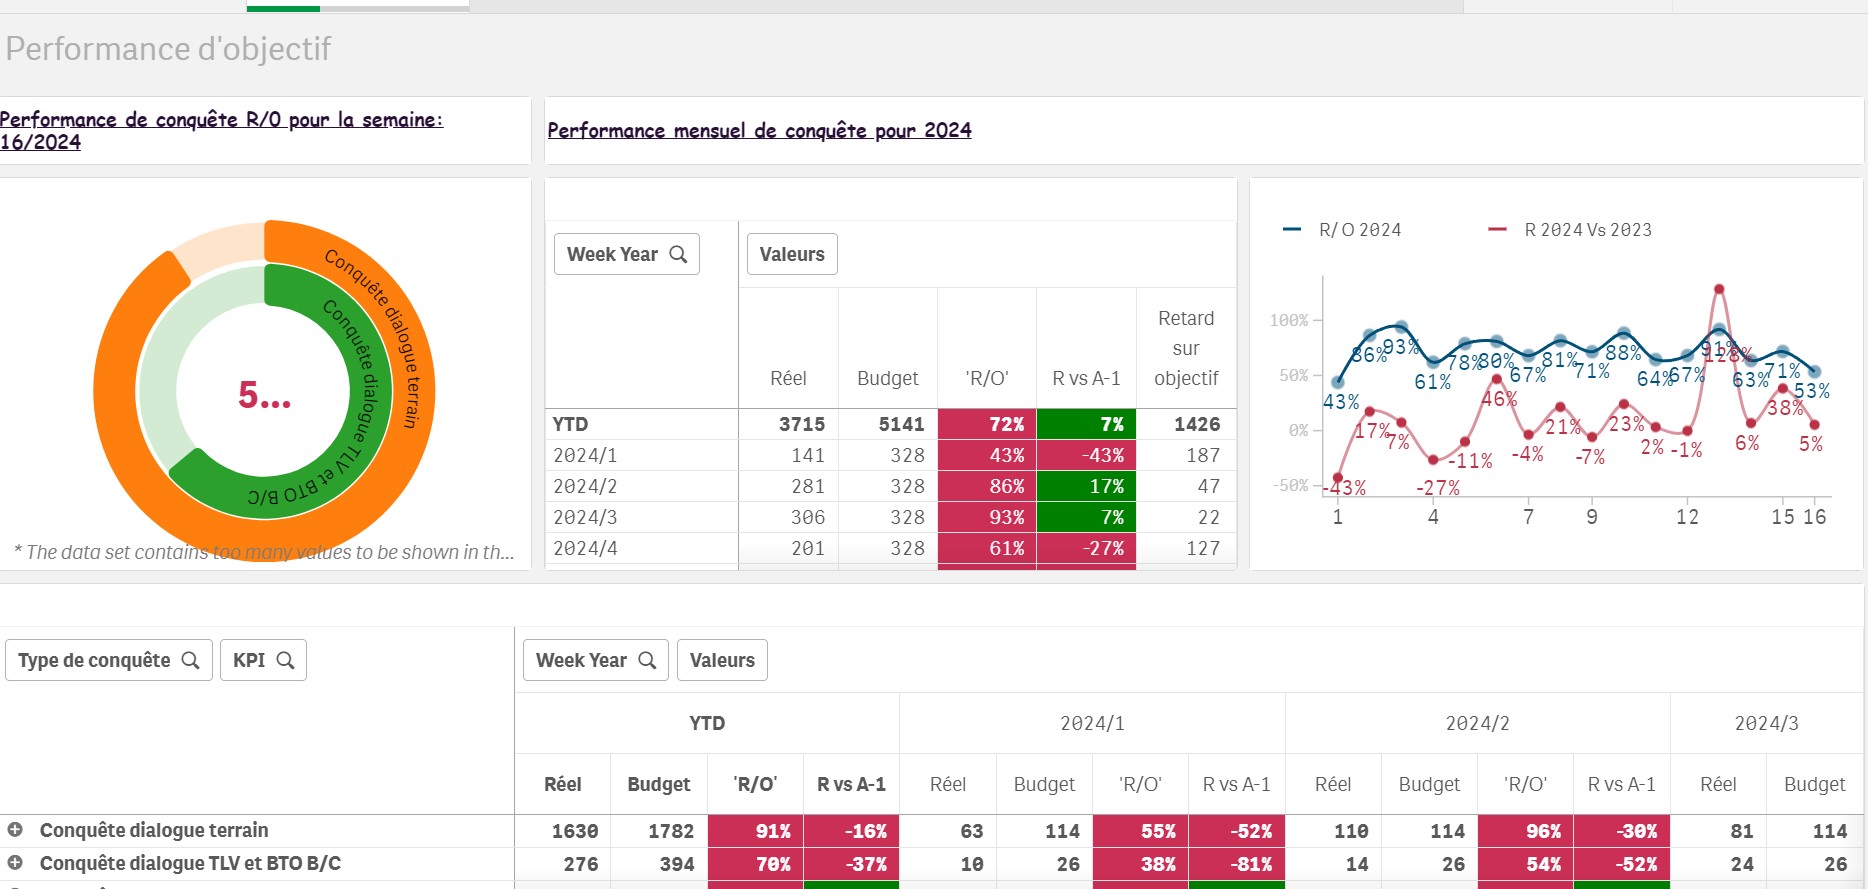 Performance d'objectif
Performance de conquête R/O pour la semaine:
16/2024
Performance mensuel de conquête pour 2024
Conquête dialogue terrain
Conquête dialogue TLV et BTO B/C
5...
* The data set contains too many values to be shown in th...
Week Year
Valeurs
Réel Budget 'R/O' R vs A-1 Retard sur objectif
YTD 3715 5141 72% 7% 1426
2024/1 141 328 43% -43% 187
2024/2 281 328 86% 17% 47
2024/3 306 328 93% 7% 22
2024/4 201 328 61% -27% 127
R/O 2024 R 2024 Vs 2023
100%
50%
0%
-50%
43% 86% 93% 61% 78% 80% 67% 81% 71% 88% 64% 67% 91% 63% 71% 53%
-43% 17% 7% -27% -11% 46% -4% 21% -7% 23% 2% -1% 128% 6% 38% 5%
1 4 7 9 12 15 16
Type de conquête KPI Week Year Valeurs
YTD 2024/1 2024/2 2024/3
Réel Budget 'R/O' R vs A-1 Réel Budget 'R/O' R vs A-1 Réel Budget 'R/O' R vs A-1 Réel Budget
Conquête dialogue terrain 1630 1782 91% -16% 63 114 55% -52% 110 114 96% -30% 81 114
Conquête dialogue TLV et BTO B/C 276 394 70% -37% 10 26 38% -81% 14 26 54% -52% 24 26